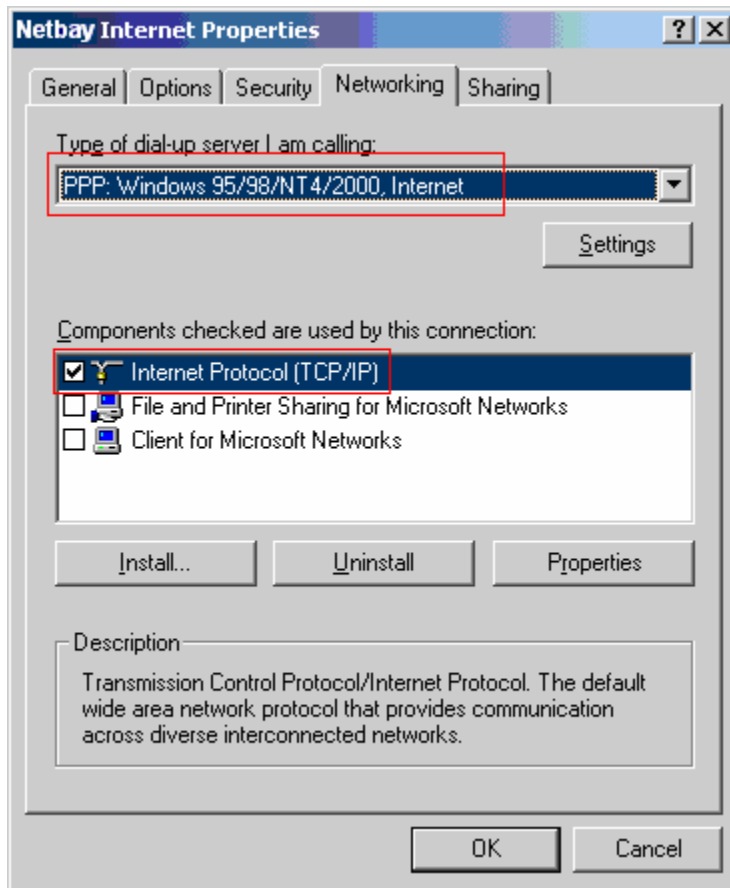 Netbay Internet Properties
General Options Security Networking Sharing
Type of dial-up server I am calling:
PPP: Windows 95/98/NT4/2000, Internet
Settings
Components checked are used by this connection:
Internet Protocol (TCP/IP)
File and Printer Sharing for Microsoft Networks
Client for Microsoft Networks
Install... Uninstall Properties
Description
Transmission Control Protocol/Internet Protocol. The default
wide area network protocol that provides communication
across diverse interconnected networks.
OK Cancel